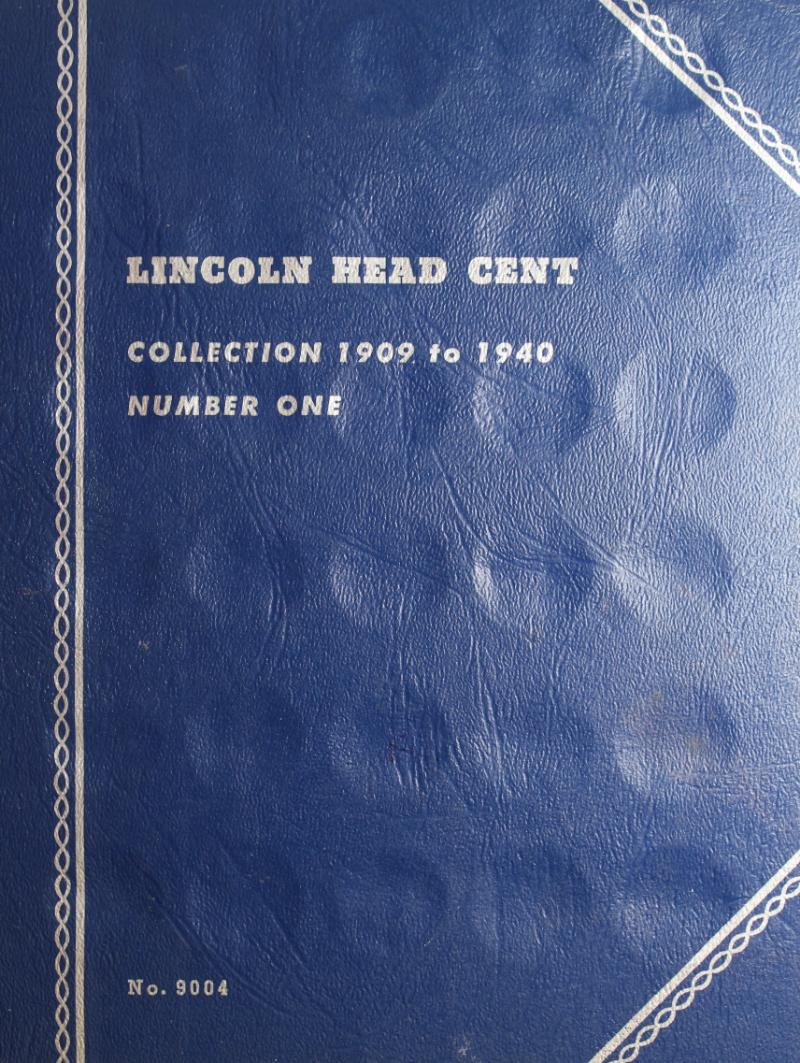 LINCOLN HEAD CENT
COLLECTION 1909 to 1940
NUMBER ONE
No. 9004